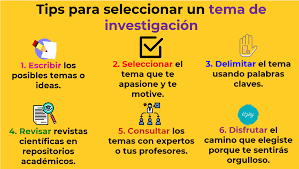 Tips para seleccionar un tema de
investigación
1. Escribir los
posibles temas o
ideas.
2. Seleccionar el
tema que te
apasione y te
motive.
3. Delimitar el tema
usando palabras
claves.
4. Revisar revistas
científicas en
repositorios
académicos.
5. Consultar los
temas con expertos
o tus profesores.
6. Disfrutar el
camino que elegiste
porque te sentirás
orgulloso.